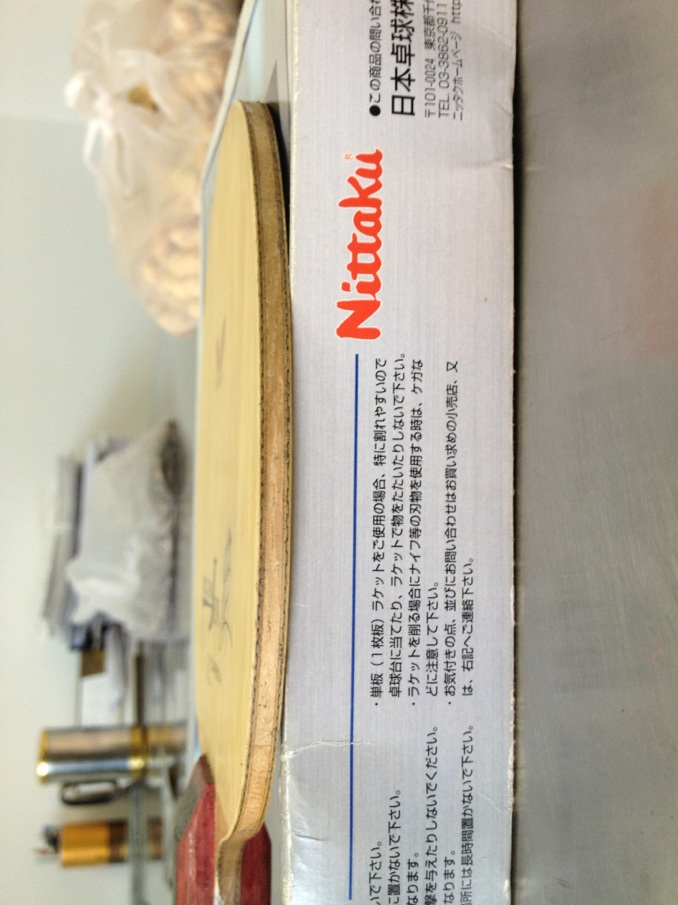 いで下さい。
に置かないで下さい。
なります。
撃を与えたりしないでください。
なります。
所には長時間置かないで下さい。
・単板(1枚板)ラケットをご使用の場合、特に割れやすいので
卓球台に当てたり、ラケットで物をたたいたりしないで下さい。
・ラケットを削る場合にナイフ等の刃物を使用する時は、ケガな
どに注意して下さい。
・お気付きの点、並びにお問い合わせはお買い求めの小売店、又
は、右記へご連絡下さい。
Nittaku®
●この商品の問い合わ
日本卓球株
〒101-0024 東京都千
TEL. 03-3862-0911
ニッタクホームページ http